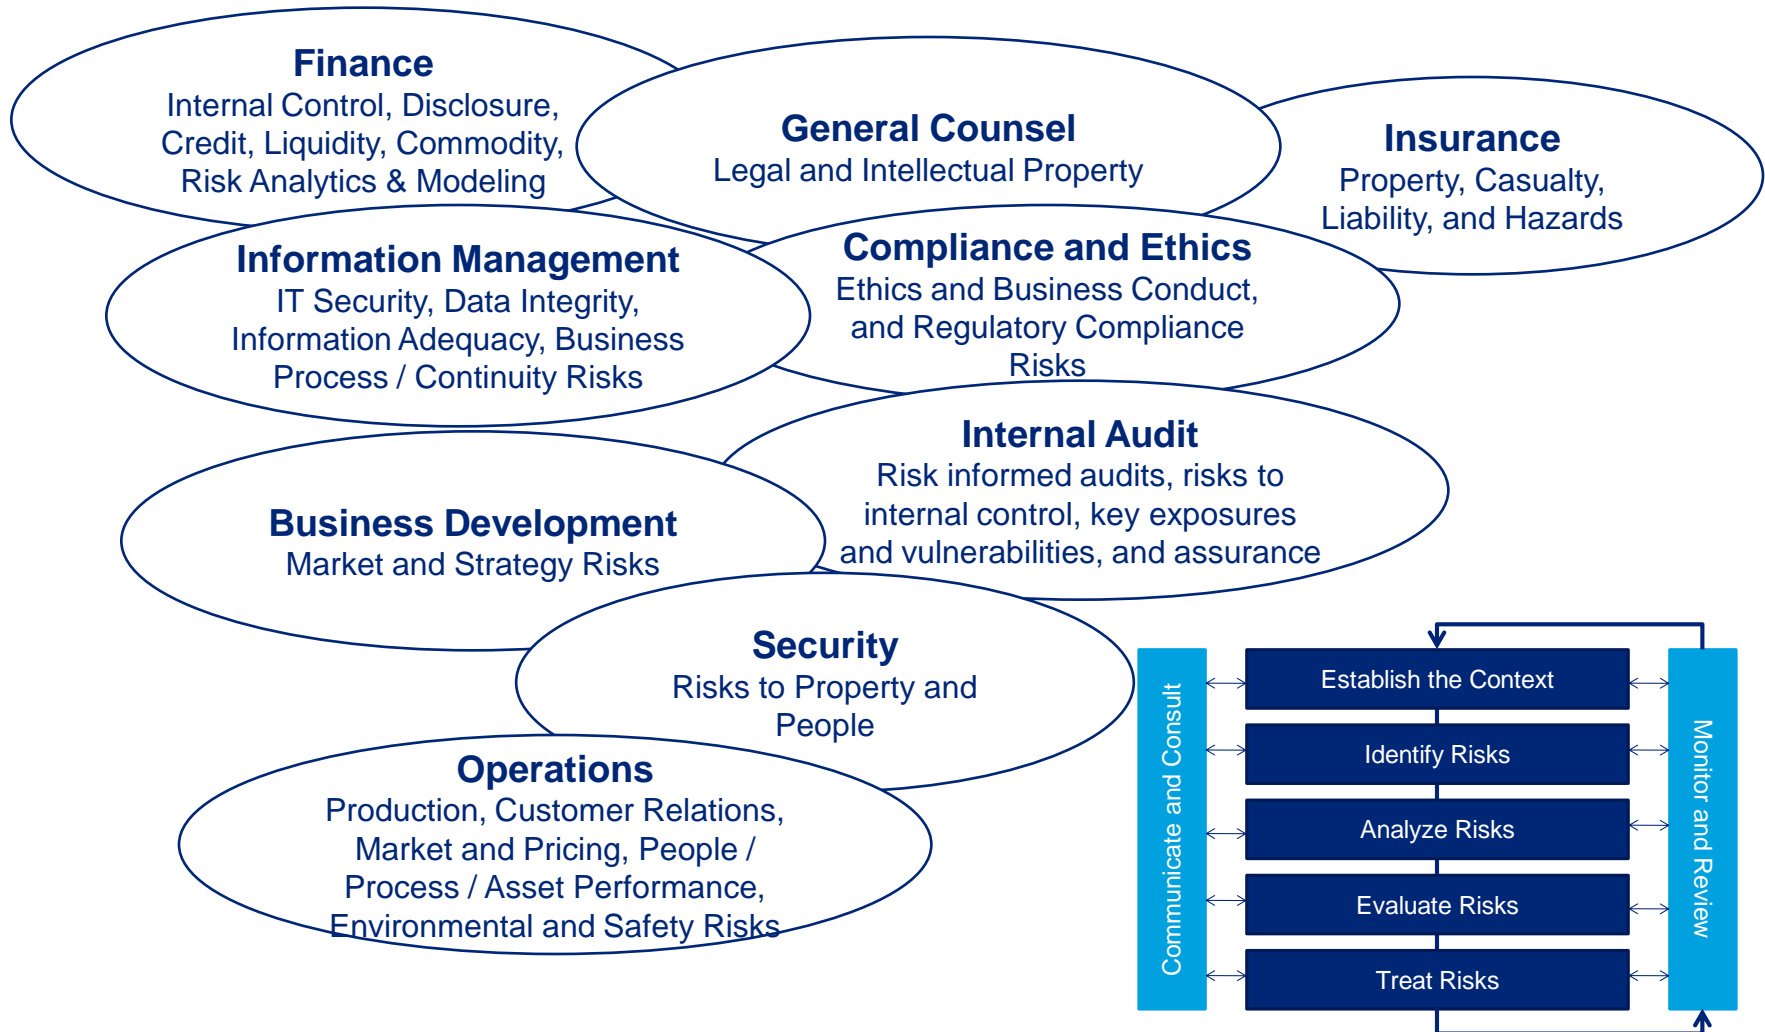 Finance
Internal Control, Disclosure,
Credit, Liquidity, Commodity,
Risk Analytics & Modeling
General Counsel
Legal and Intellectual Property
Insurance
Property, Casualty,
Liability, and Hazards
Information Management
IT Security, Data Integrity,
Information Adequacy, Business
Process / Continuity Risks
Compliance and Ethics
Ethics and Business Conduct,
and Regulatory Compliance
Risks
Internal Audit
Risk informed audits, risks to
internal control, key exposures
and vulnerabilities, and assurance
Business Development
Market and Strategy Risks
Security
Risks to Property and
People
Operations
Production, Customer Relations,
Market and Pricing, People /
Process / Asset Performance,
Environmental and Safety Risks
Communicate and Consult
Establish the Context
Identify Risks
Analyze Risks
Evaluate Risks
Treat Risks
Monitor and Review